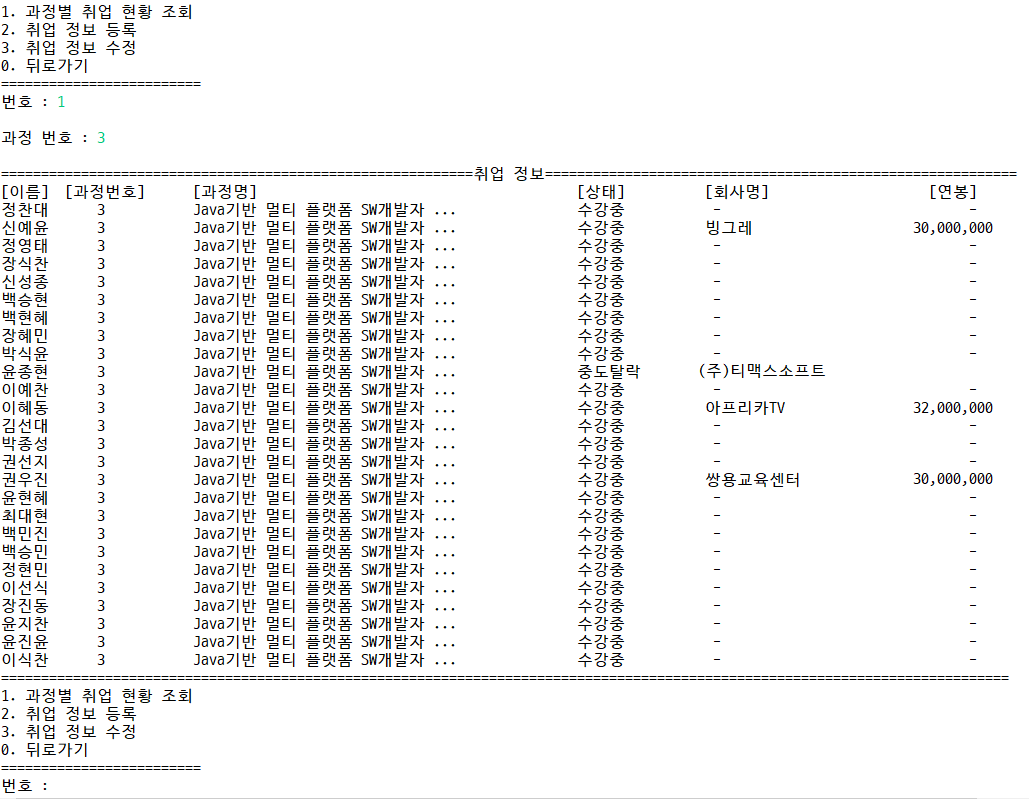 1. 과정별 취업 현황 조회
2. 취업 정보 등록
3. 취업 정보 수정
0. 뒤로가기
=========================
번호 : 1
과정 번호 : 3
===========================================================취업 정보===========================================================
[이름] [과정번호] [과정명] [상태] [회사명] [연봉]
정찬대 3 Java기반 멀티 플랫폼 SW개발자 ... 수강중 - -
신예윤 3 Java기반 멀티 플랫폼 SW개발자 ... 수강중 빙그레 30,000,000
정영태 3 Java기반 멀티 플랫폼 SW개발자 ... 수강중 - -
장식찬 3 Java기반 멀티 플랫폼 SW개발자 ... 수강중 - -
신성종 3 Java기반 멀티 플랫폼 SW개발자 ... 수강중 - -
백승현 3 Java기반 멀티 플랫폼 SW개발자 ... 수강중 - -
백현혜 3 Java기반 멀티 플랫폼 SW개발자 ... 수강중 - -
장혜민 3 Java기반 멀티 플랫폼 SW개발자 ... 수강중 - -
박식윤 3 Java기반 멀티 플랫폼 SW개발자 ... 수강중 - -
윤종현 3 Java기반 멀티 플랫폼 SW개발자 ... 중도탈락 (주)티맥스소프트
이예찬 3 Java기반 멀티 플랫폼 SW개발자 ... 수강중 - -
이혜동 3 Java기반 멀티 플랫폼 SW개발자 ... 수강중 아프리카TV 32,000,000
김선대 3 Java기반 멀티 플랫폼 SW개발자 ... 수강중 - -
박종성 3 Java기반 멀티 플랫폼 SW개발자 ... 수강중 - -
권선지 3 Java기반 멀티 플랫폼 SW개발자 ... 수강중 - -
권우진 3 Java기반 멀티 플랫폼 SW개발자 ... 수강중 쌍용교육센터 30,000,000
윤현혜 3 Java기반 멀티 플랫폼 SW개발자 ... 수강중 - -
최대현 3 Java기반 멀티 플랫폼 SW개발자 ... 수강중 - -
백민진 3 Java기반 멀티 플랫폼 SW개발자 ... 수강중 - -
백승민 3 Java기반 멀티 플랫폼 SW개발자 ... 수강중 - -
정현민 3 Java기반 멀티 플랫폼 SW개발자 ... 수강중 - -
이선식 3 Java기반 멀티 플랫폼 SW개발자 ... 수강중 - -
장진동 3 Java기반 멀티 플랫폼 SW개발자 ... 수강중 - -
윤지찬 3 Java기반 멀티 플랫폼 SW개발자 ... 수강중 - -
윤진윤 3 Java기반 멀티 플랫폼 SW개발자 ... 수강중 - -
이식찬 3 Java기반 멀티 플랫폼 SW개발자 ... 수강중 - -
==============================================================================================================================
1. 과정별 취업 현황 조회
2. 취업 정보 등록
3. 취업 정보 수정
0. 뒤로가기
=========================
번호 :